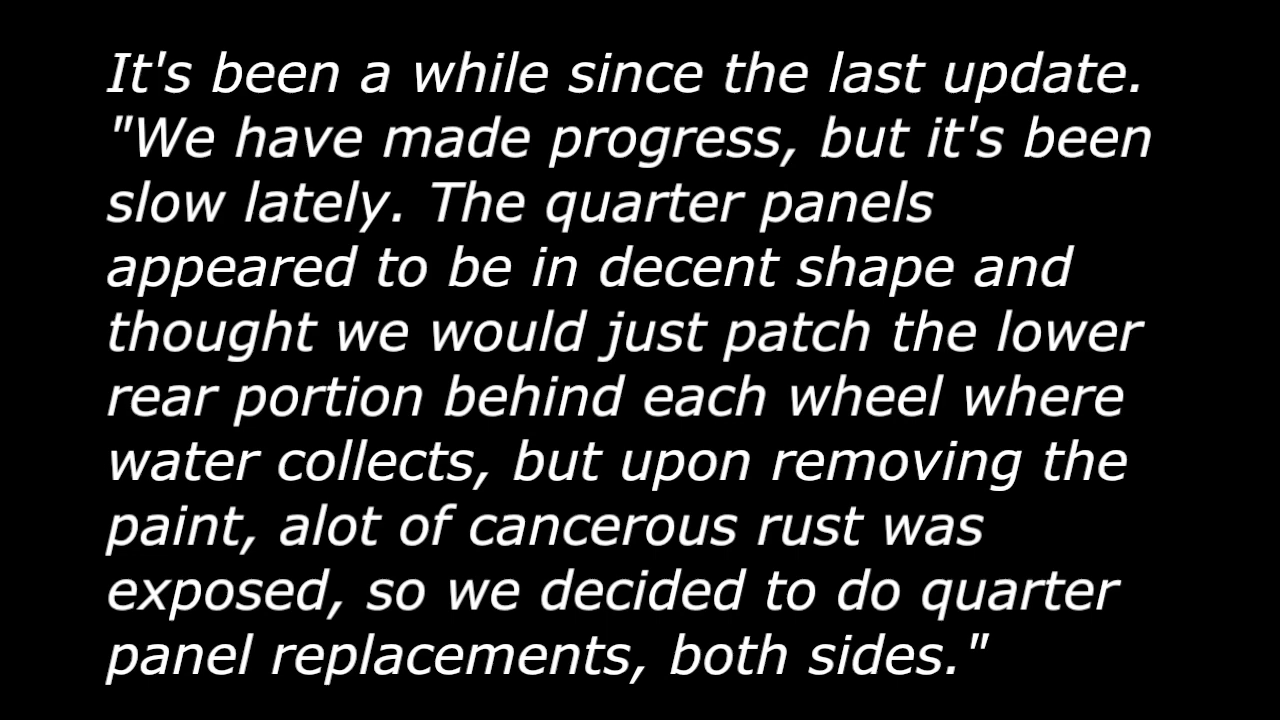 It's been a while since the last update.
"We have made progress, but it's been
slow lately. The quarter panels
appeared to be in decent shape and
thought we would just patch the lower
rear portion behind each wheel where
water collects, but upon removing the
paint, alot of cancerous rust was
exposed, so we decided to do quarter
panel replacements, both sides."